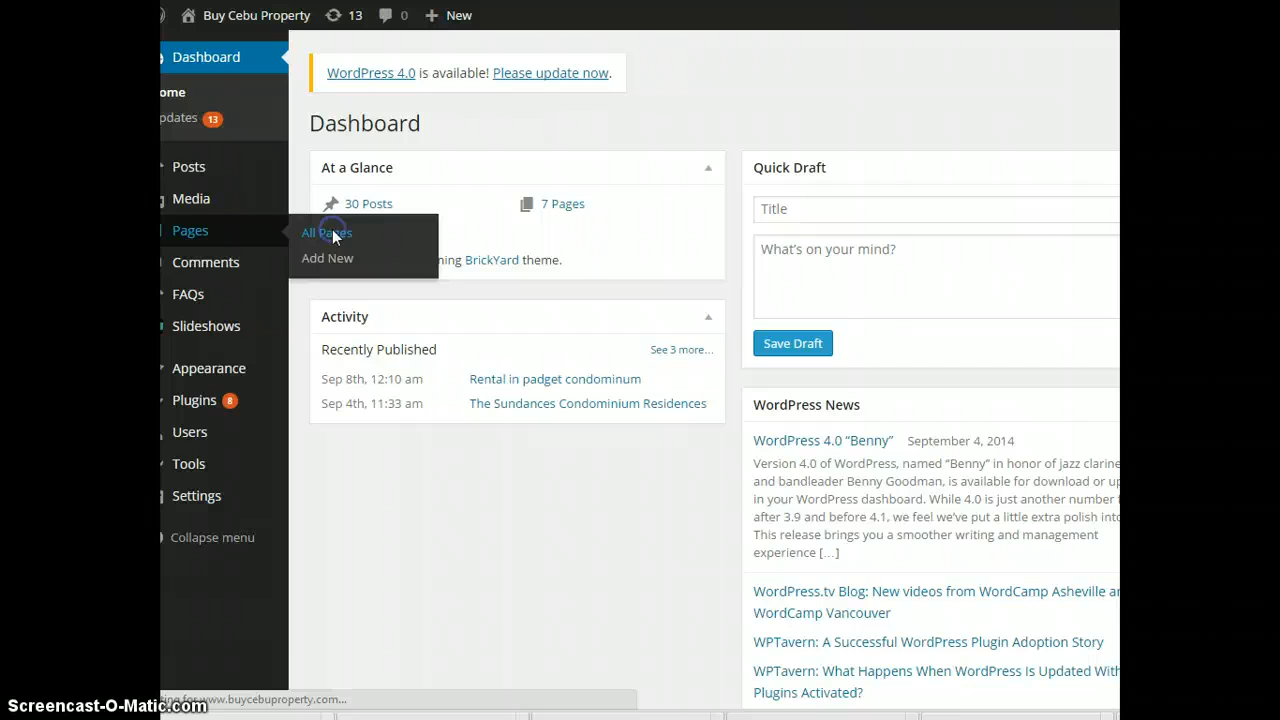 Buy Cebu Property 13 0 New
Dashboard
ome
pdates 13
Posts
Media
Pages
All Pages
Add New
Comments
FAQs
Slideshows
Appearance
Plugins 8
Users
Tools
Settings
Collapse menu
WordPress 4.0 is available! Please update now.
Dashboard
At a Glance
30 Posts 7 Pages
ning BrickYard theme.
Activity
Recently Published See 3 more...
Sep 8th, 12:10 am Rental in padget condominum
Sep 4th, 11:33 am The Sundances Condominium Residences
Quick Draft
Title
What's on your mind?
Save Draft
WordPress News
WordPress 4.0 “Benny” September 4, 2014
Version 4.0 of WordPress, named “Benny” in honor of jazz clarine
and bandleader Benny Goodman, is available for download or up
in your WordPress dashboard. While 4.0 is just another number
after 3.9 and before 4.1, we feel we've put a little extra polish into
This release brings you a smoother writing and management
experience […]
WordPress.tv Blog: New videos from WordCamp Asheville an
WordCamp Vancouver
WPTavern: A Successful WordPress Plugin Adoption Story
WPTavern: What Happens When WordPress Is Updated With
Plugins Activated?
ting for www.buycebuproperty.com...
Screencast-O-Matic.com